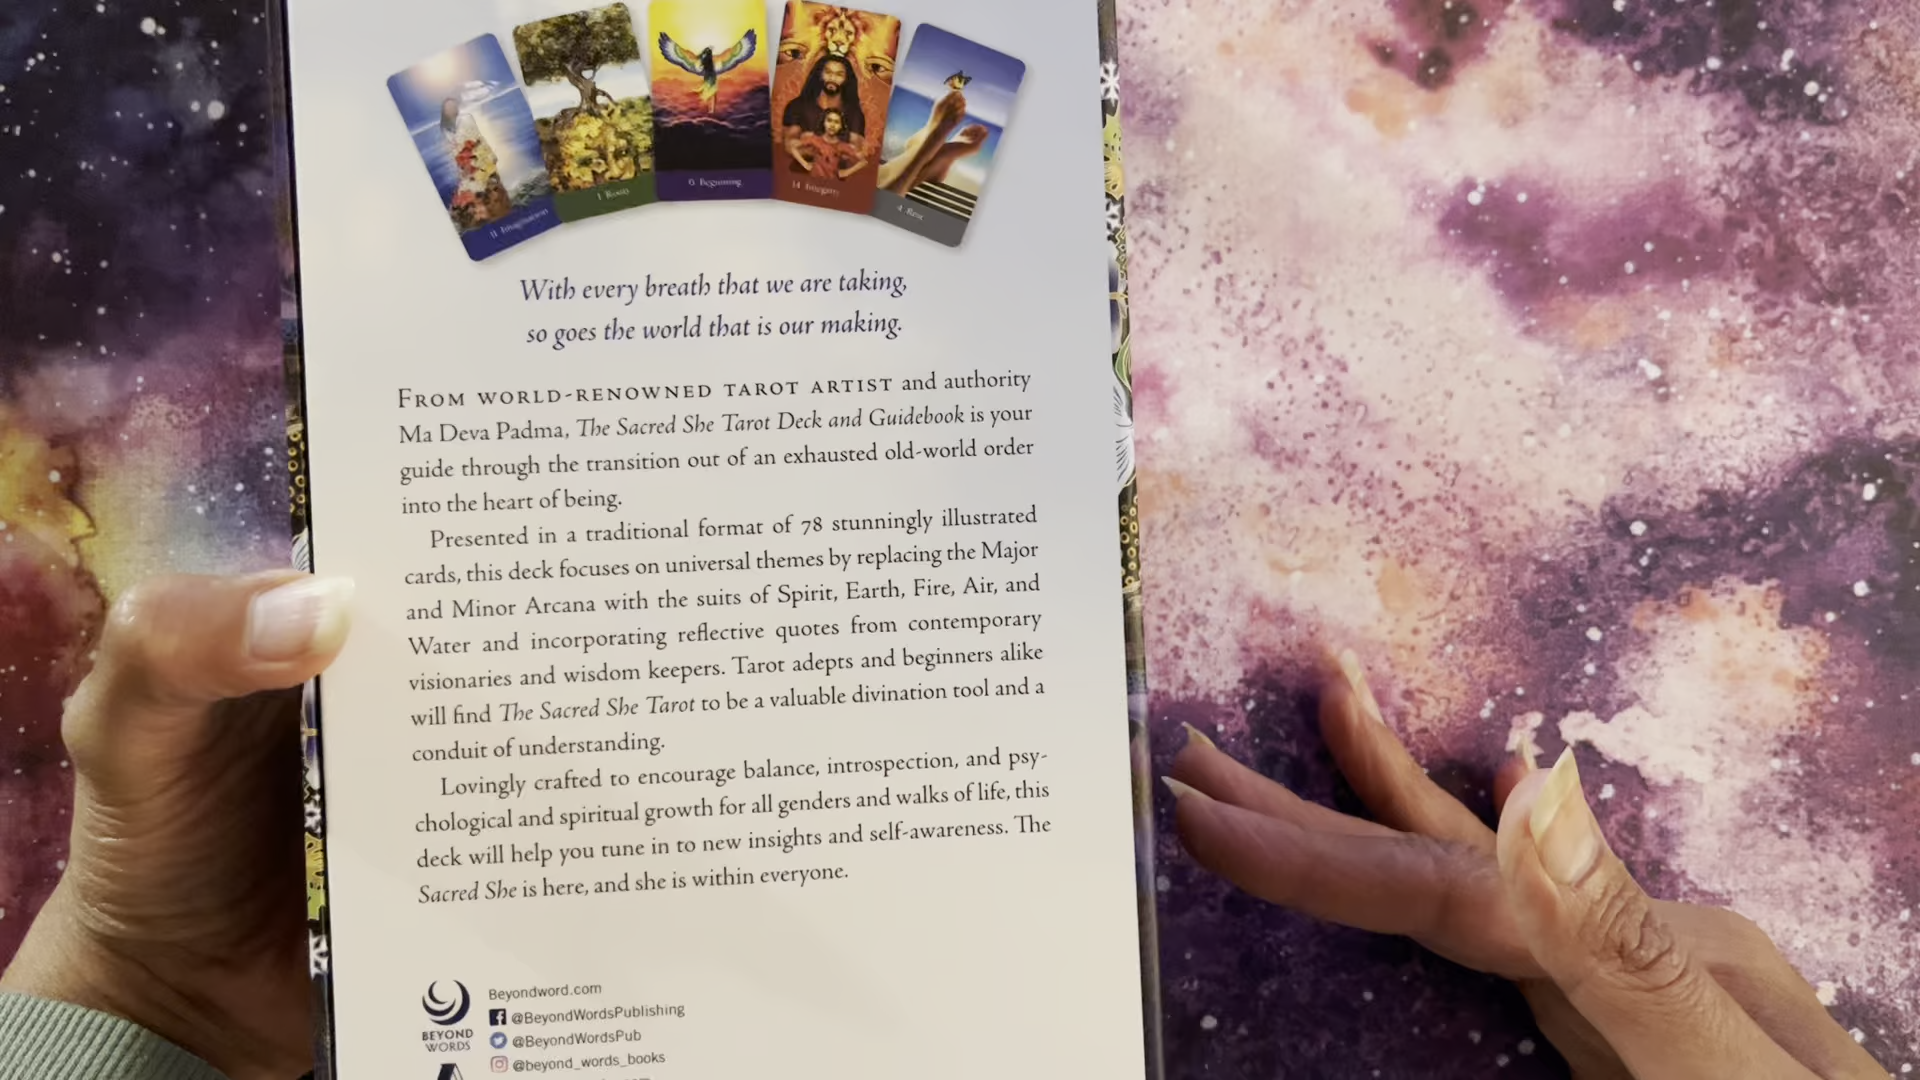 11 Imagination
1 Roots
0 Beginning
14 Integrity
4 Rest
With every breath that we are taking,
so goes the world that is our making.
FROM WORLD-RENOWNED TAROT ARTIST and authority
Ma Deva Padma, The Sacred She Tarot Deck and Guidebook is your
guide through the transition out of an exhausted old-world order
into the heart of being.
Presented in a traditional format of 78 stunningly illustrated
cards, this deck focuses on universal themes by replacing the Major
and Minor Arcana with the suits of Spirit, Earth, Fire, Air, and
Water and incorporating reflective quotes from contemporary
visionaries and wisdom keepers. Tarot adepts and beginners alike
will find The Sacred She Tarot to be a valuable divination tool and a
conduit of understanding.
Lovingly crafted to encourage balance, introspection, and psy-
chological and spiritual growth for all genders and walks of life, this
deck will help you tune in to new insights and self-awareness. The
Sacred She is here, and she is within everyone.
BEYOND
WORDS
Beyondword.com
@BeyondWordsPublishing
@BeyondWordsPub
@beyond_words_books